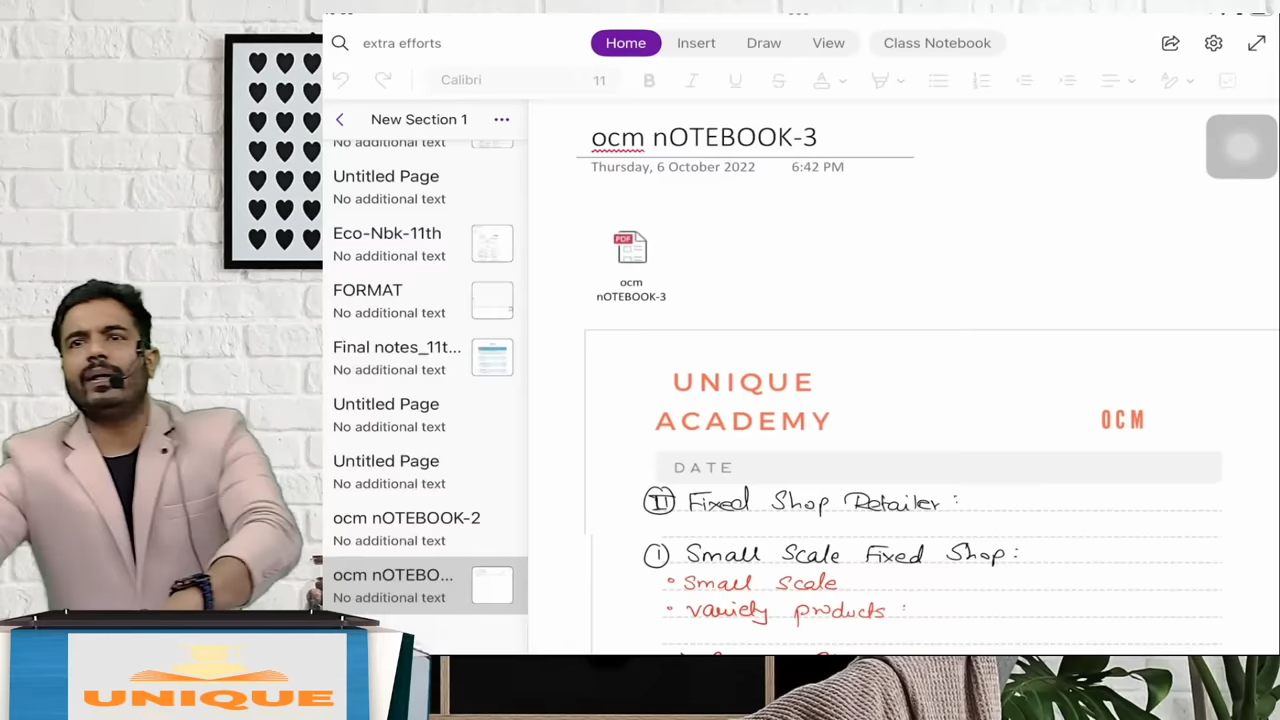 extra efforts
Home Insert Draw View Class Notebook
Calibri 11 B I U S A
New Section 1
No additional text
Untitled Page
No additional text
Eco-Nbk-11th
No additional text
FORMAT
No additional text
Final notes_11t...
No additional text
Untitled Page
No additional text
Untitled Page
No additional text
ocm nOTEBOOK-2
No additional text
ocm nOTEBO...
No additional text
ocm nOTEBOOK-3
Thursday, 6 October 2022 6:42 PM
PDF
ocm
nOTEBOOK-3
UNIQUE
ACADEMY
OCM
DATE
II Fixed Shop Retailer :
1 Small Scale Fixed Shop :
• Small Scale
• variety products :
UNIQUE